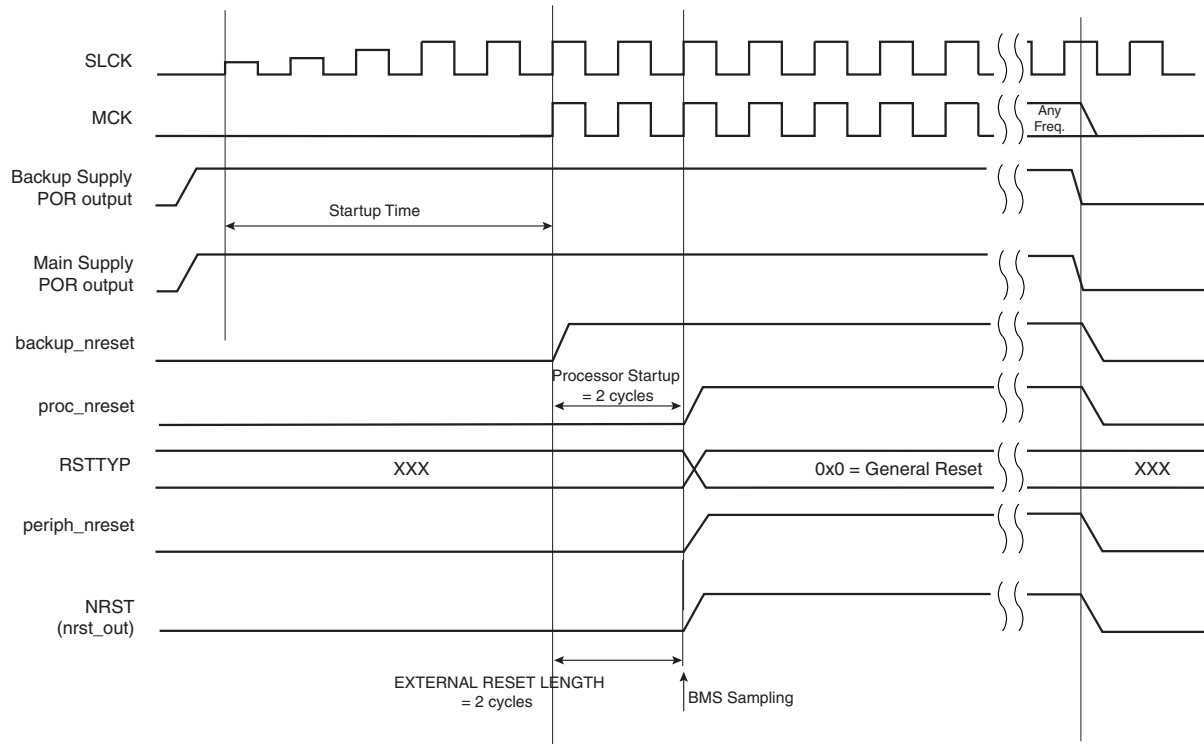 SLCK
MCK
Any
Freq.
Backup Supply
POR output
Startup Time
Main Supply
POR output
backup_nreset
Processor Startup
= 2 cycles
proc_nreset
RSTTYP
XXX
0x0 = General Reset
XXX
periph_nreset
NRST
(nrst_out)
EXTERNAL RESET LENGTH
= 2 cycles
BMS Sampling